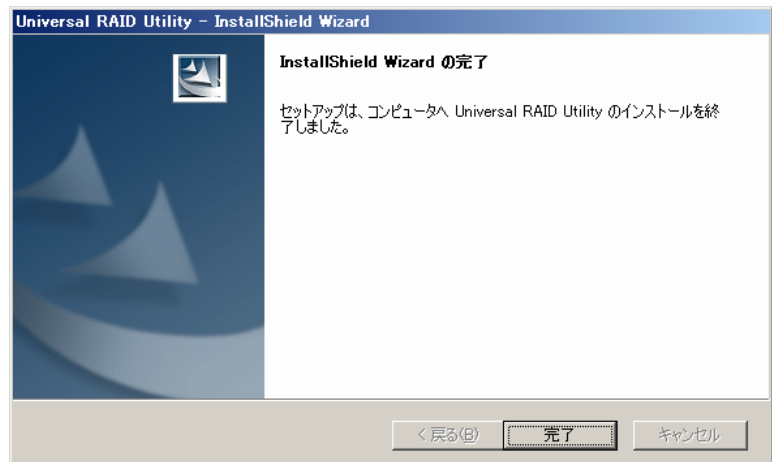 Universal RAID Utility - InstallShield Wizard
InstallShield Wizard の完了
セットアップは、コンピュータへ Universal RAID Utility のインストールを終
了しました。
< 戻る(B)
完了
キャンセル